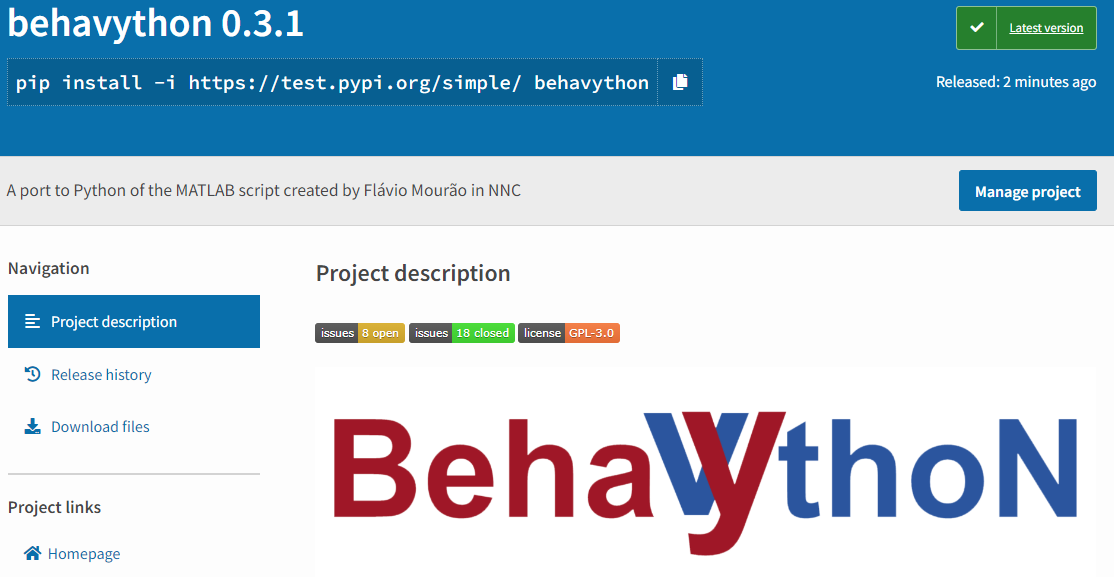 behavython 0.3.1
Latest version
pip install -i https://test.pypi.org/simple/ behavython
Released: 2 minutes ago
A port to Python of the MATLAB script created by Flávio Mourão in NNC
Manage project
Navigation
Project description
Release history
Download files
Project links
Homepage
Project description
issues 8 open issues 18 closed license GPL-3.0
BehaVythoN